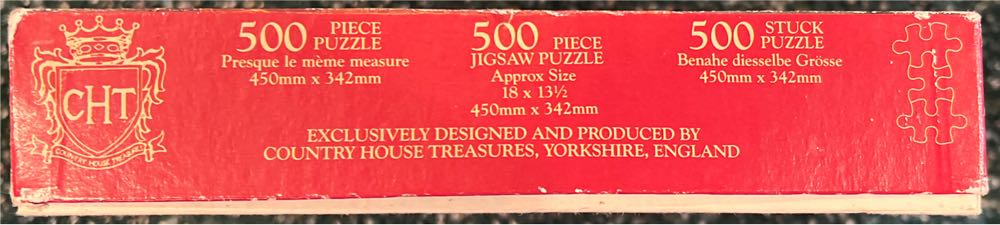 CHT
COUNTRY HOUSE TREASURES
500 PIECE PUZZLE
Presque le mème measure
450mm x 342mm
500 PIECE
JIGSAW PUZZLE
Approx Size
18 x 13½
450mm x 342mm
500 STUCK PUZZLE
Benahe diesselbe Grösse
450mm x 342mm
EXCLUSIVELY DESIGNED AND PRODUCED BY
COUNTRY HOUSE TREASURES, YORKSHIRE, ENGLAND